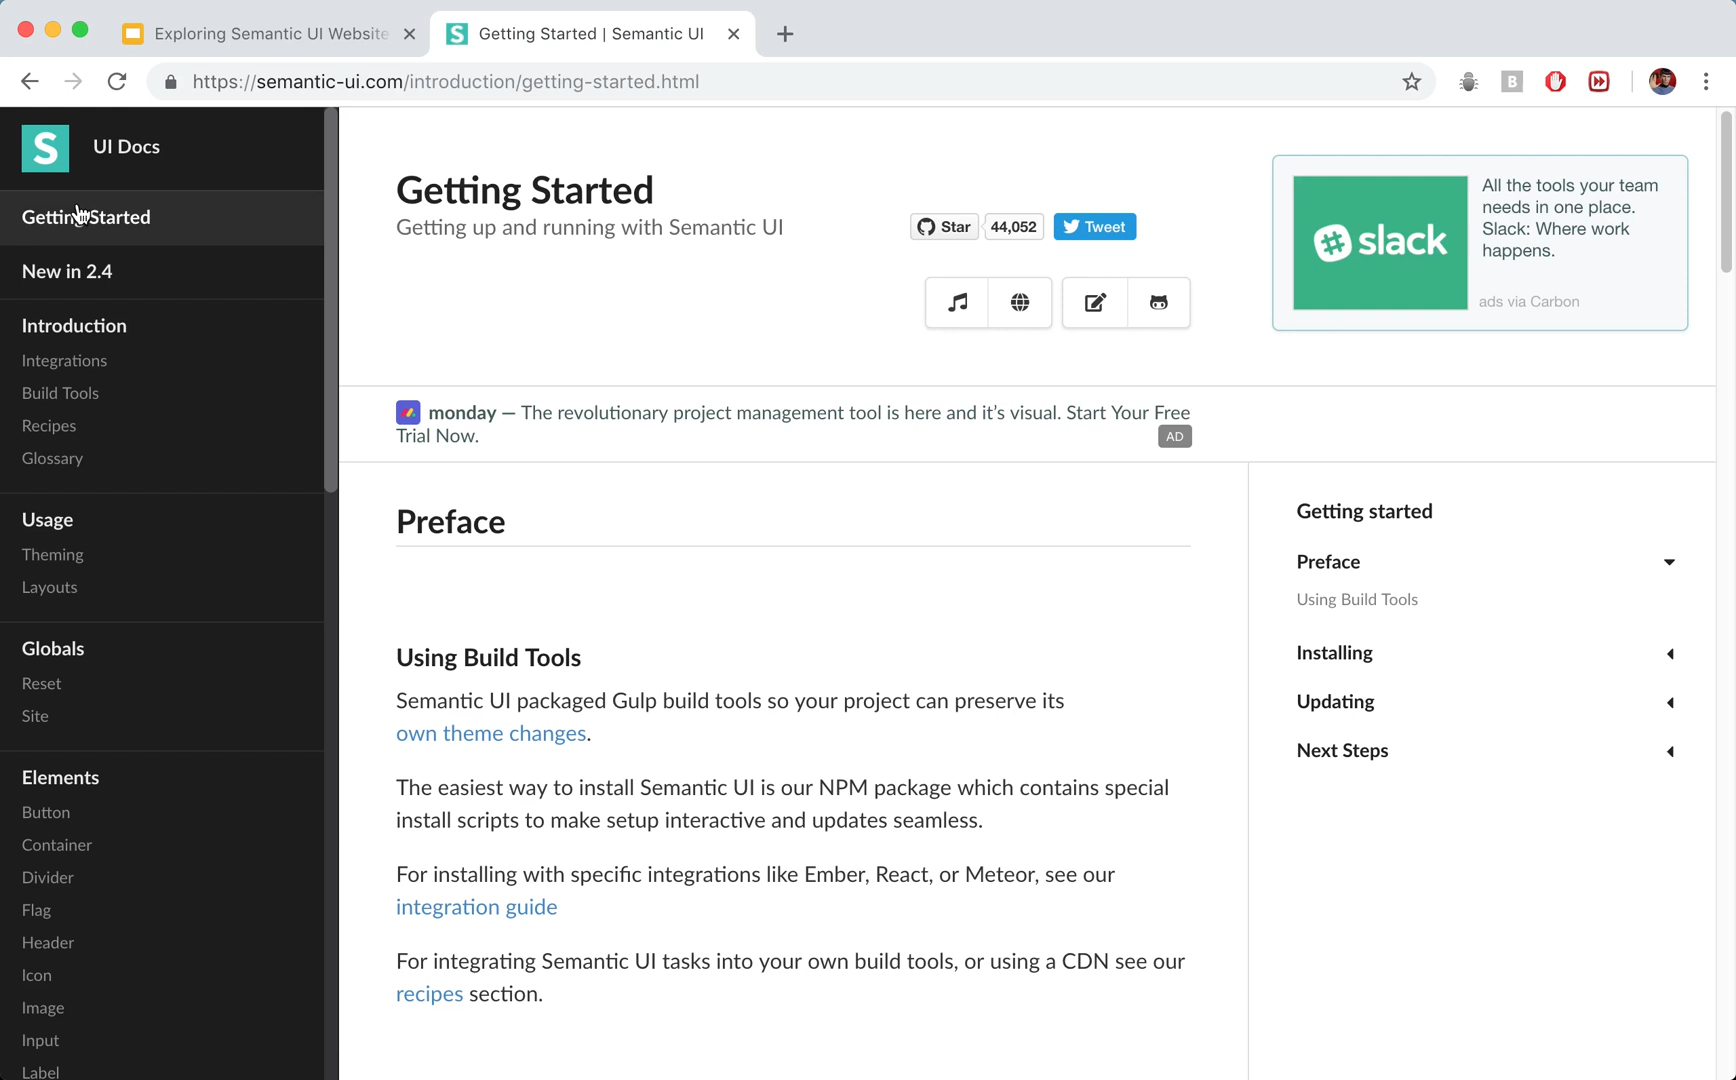 Exploring Semantic UI Website
Getting Started | Semantic UI
https://semantic-ui.com/introduction/getting-started.html
B
S
UI Docs
Getting Started
New in 2.4
Introduction
Integrations
Build Tools
Recipes
Glossary
Usage
Theming
Layouts
Globals
Reset
Site
Elements
Button
Container
Divider
Flag
Header
Icon
Image
Input
Label
Getting Started
Getting up and running with Semantic UI
Star
44,052
Tweet
slack
All the tools your team
needs in one place.
Slack: Where work
happens.
ads via Carbon
monday — The revolutionary project management tool is here and it's visual. Start Your Free
Trial Now.
AD
Preface
Using Build Tools
Semantic UI packaged Gulp build tools so your project can preserve its
own theme changes.
The easiest way to install Semantic UI is our NPM package which contains special
install scripts to make setup interactive and updates seamless.
For installing with specific integrations like Ember, React, or Meteor, see our
integration guide
For integrating Semantic UI tasks into your own build tools, or using a CDN see our
recipes section.
Getting started
Preface
Using Build Tools
Installing
Updating
Next Steps